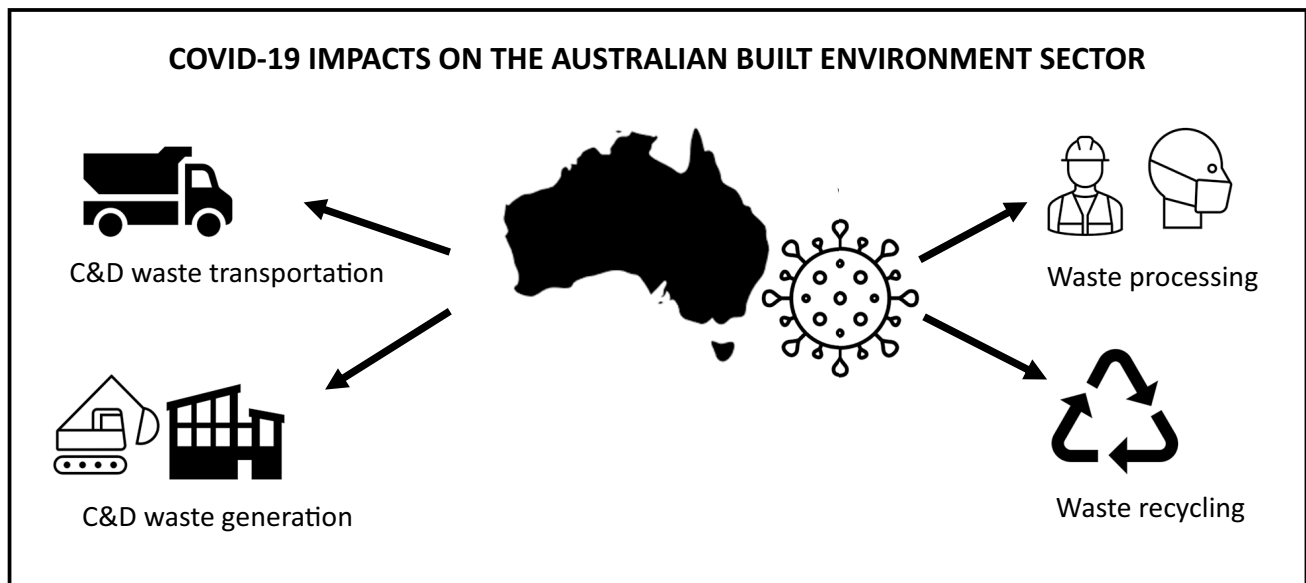 COVID-19 IMPACTS ON THE AUSTRALIAN BUILT ENVIRONMENT SECTOR
C&D waste transportation
Waste processing
C&D waste generation
Waste recycling